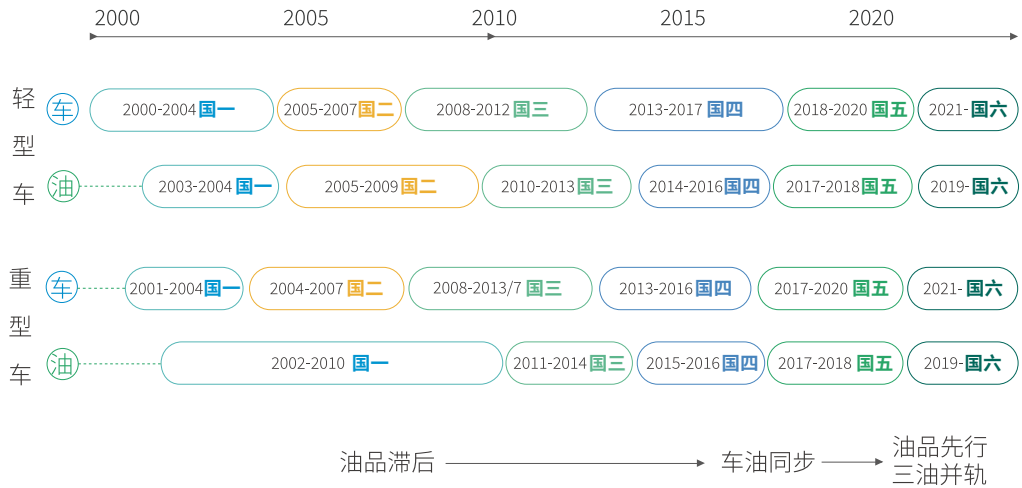 2000 2005 2010 2015 2020
轻型车
车 2000-2004 国一 2005-2007 国二 2008-2012 国三 2013-2017 国四 2018-2020 国五 2021- 国六
油 2003-2004 国一 2005-2009 国二 2010-2013 国三 2014-2016 国四 2017-2018 国五 2019- 国六
重型车
车 2001-2004 国一 2004-2007 国二 2008-2013/7 国三 2013-2016 国四 2017-2020 国五 2021- 国六
油 2002-2010 国一 2011-2014 国三 2015-2016 国四 2017-2018 国五 2019- 国六
油品滞后 车油同步 油品先行
三油并轨